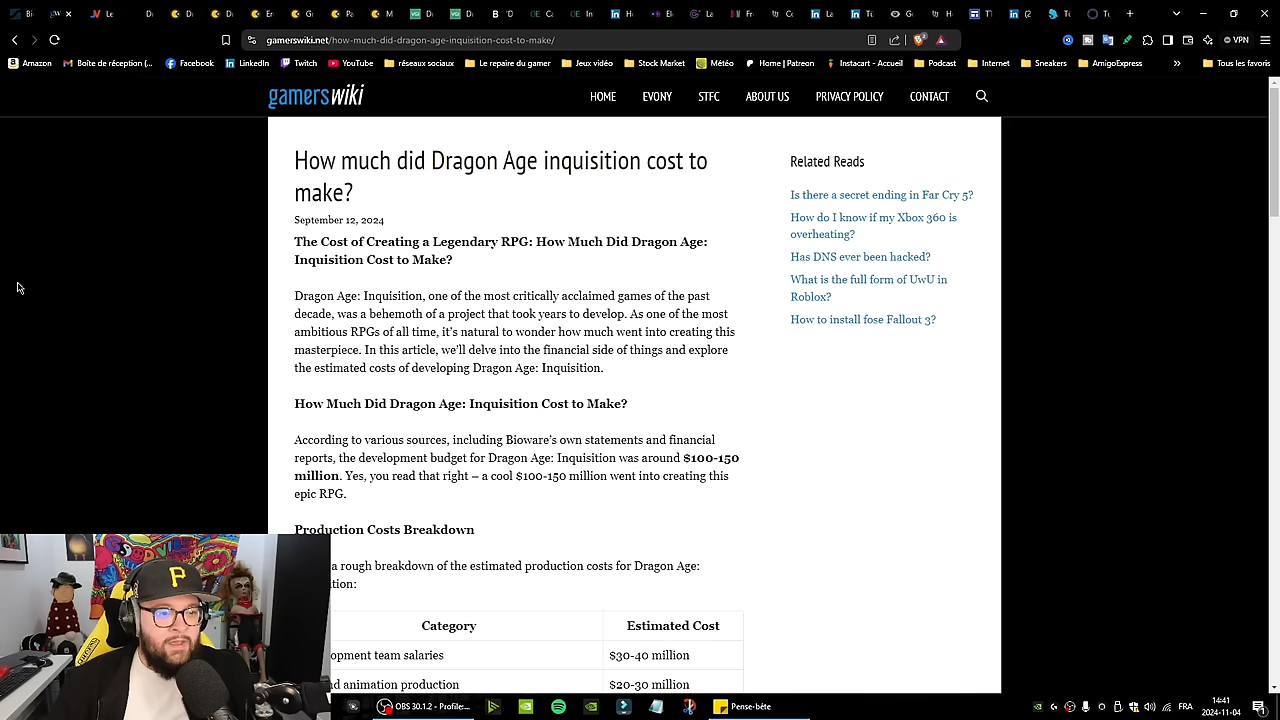 gamerswiki.net/how-much-did-dragon-age-inquisition-cost-to-make/
VPN
Amazon
Boîte de réception (...
Facebook
LinkedIn
Twitch
YouTube
réseaux sociaux
Le repaire du gamer
Jeux vidéo
Stock Market
Météo
Home | Patreon
Instacart - Accueil
Podcast
Internet
Sneakers
AmigoExpress
Tous les favoris
gamerswiki
HOME
EVONY
STFC
ABOUT US
PRIVACY POLICY
CONTACT
How much did Dragon Age inquisition cost to
make?
September 12, 2024
The Cost of Creating a Legendary RPG: How Much Did Dragon Age:
Inquisition Cost to Make?
Dragon Age: Inquisition, one of the most critically acclaimed games of the past
decade, was a behemoth of a project that took years to develop. As one of the most
ambitious RPGs of all time, it's natural to wonder how much went into creating this
masterpiece. In this article, we'll delve into the financial side of things and explore
the estimated costs of developing Dragon Age: Inquisition.
How Much Did Dragon Age: Inquisition Cost to Make?
According to various sources, including Bioware's own statements and financial
reports, the development budget for Dragon Age: Inquisition was around $100-150
million. Yes, you read that right – a cool $100-150 million went into creating this
epic RPG.
Production Costs Breakdown
a rough breakdown of the estimated production costs for Dragon Age:
ition:
Category
Estimated Cost
opment team salaries
$30-40 million
d animation production
$20-30 million
Related Reads
Is there a secret ending in Far Cry 5?
How do I know if my Xbox 360 is
overheating?
Has DNS ever been hacked?
What is the full form of UwU in
Roblox?
How to install fose Fallout 3?
P
OBS 30.1.2 - Profile:...
Pense-bête
FRA
14:41
2024-11-04